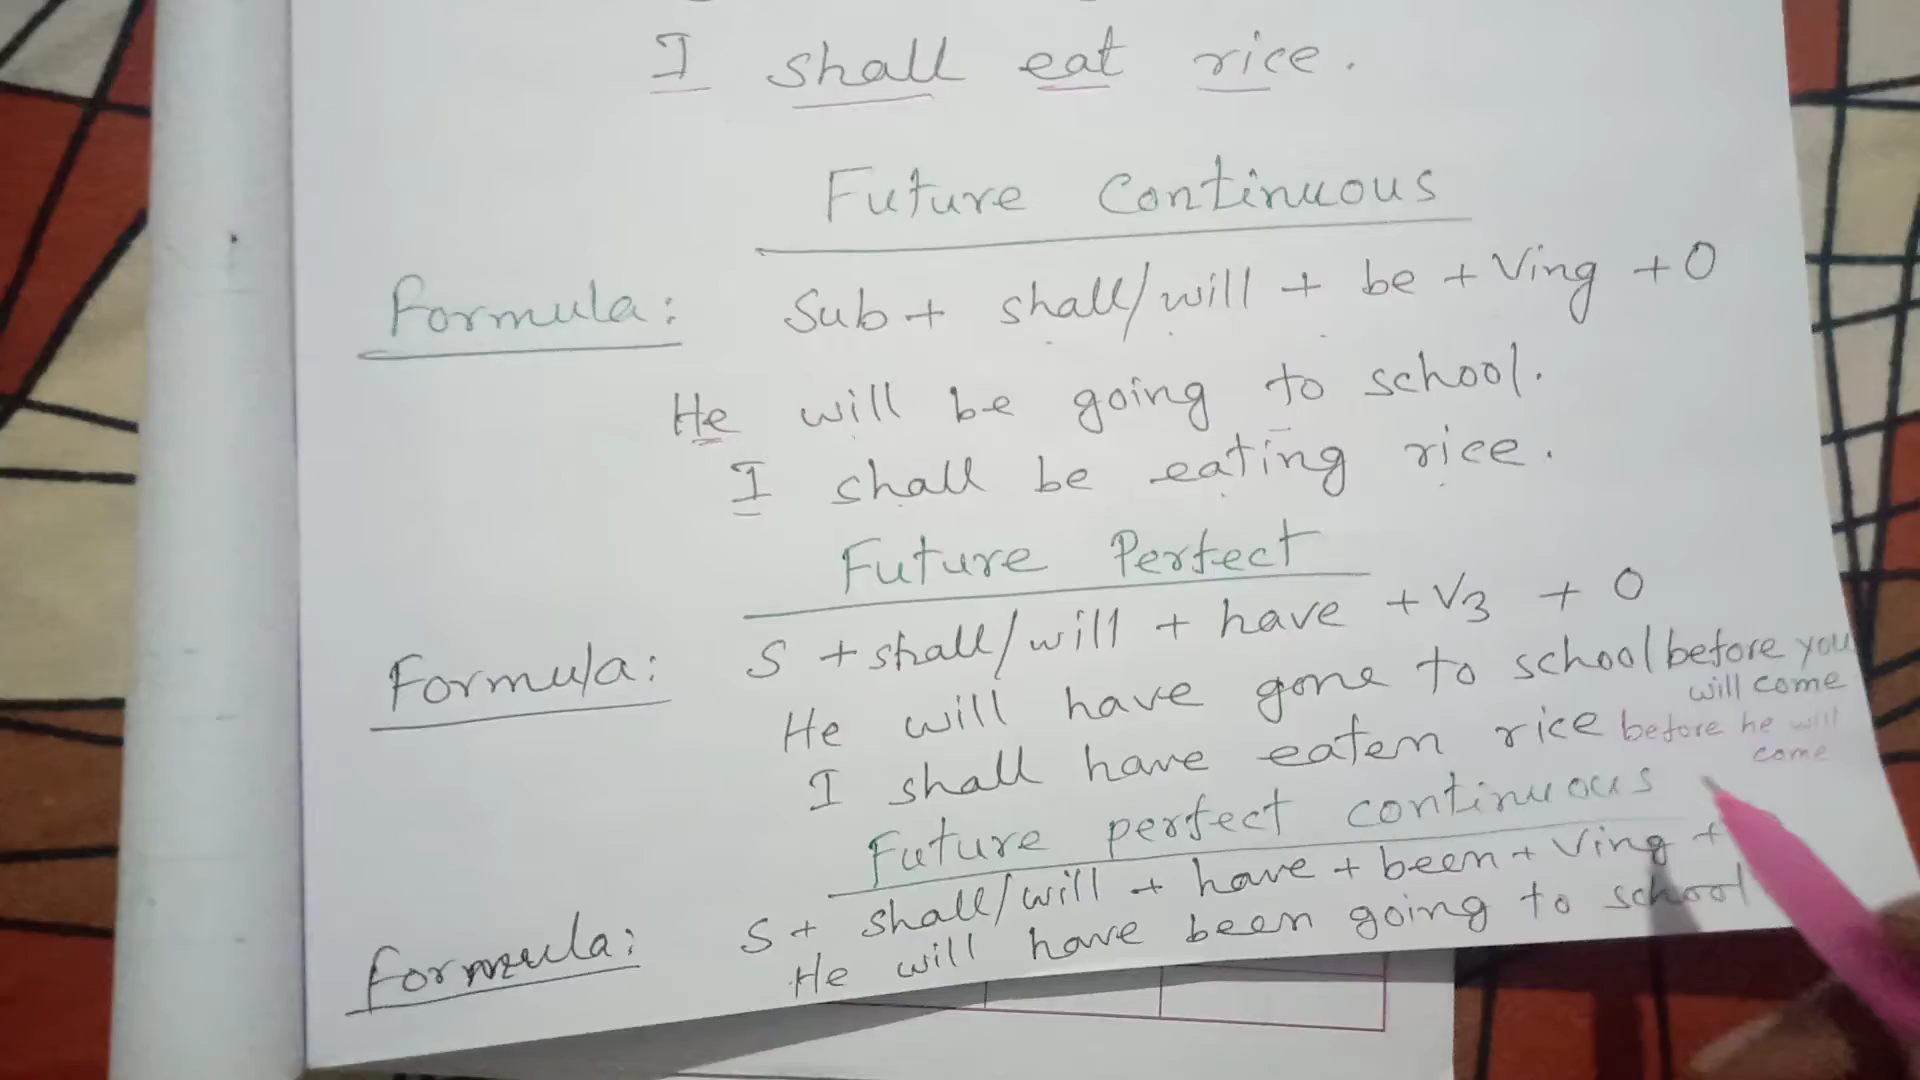 I shall eat rice.
Future Continuous
Formula: Sub + shall/will + be + Ving + O
He will be going to school.
I shall be eating rice.
Future Perfect
Formula: S + shall/will + have + V3 + O
He will have gone to school before you
will come
I shall have eaten rice before he will
come
Future perfect continuous
Formula: S + shall/will + have + been + Ving +
He will have been going to school